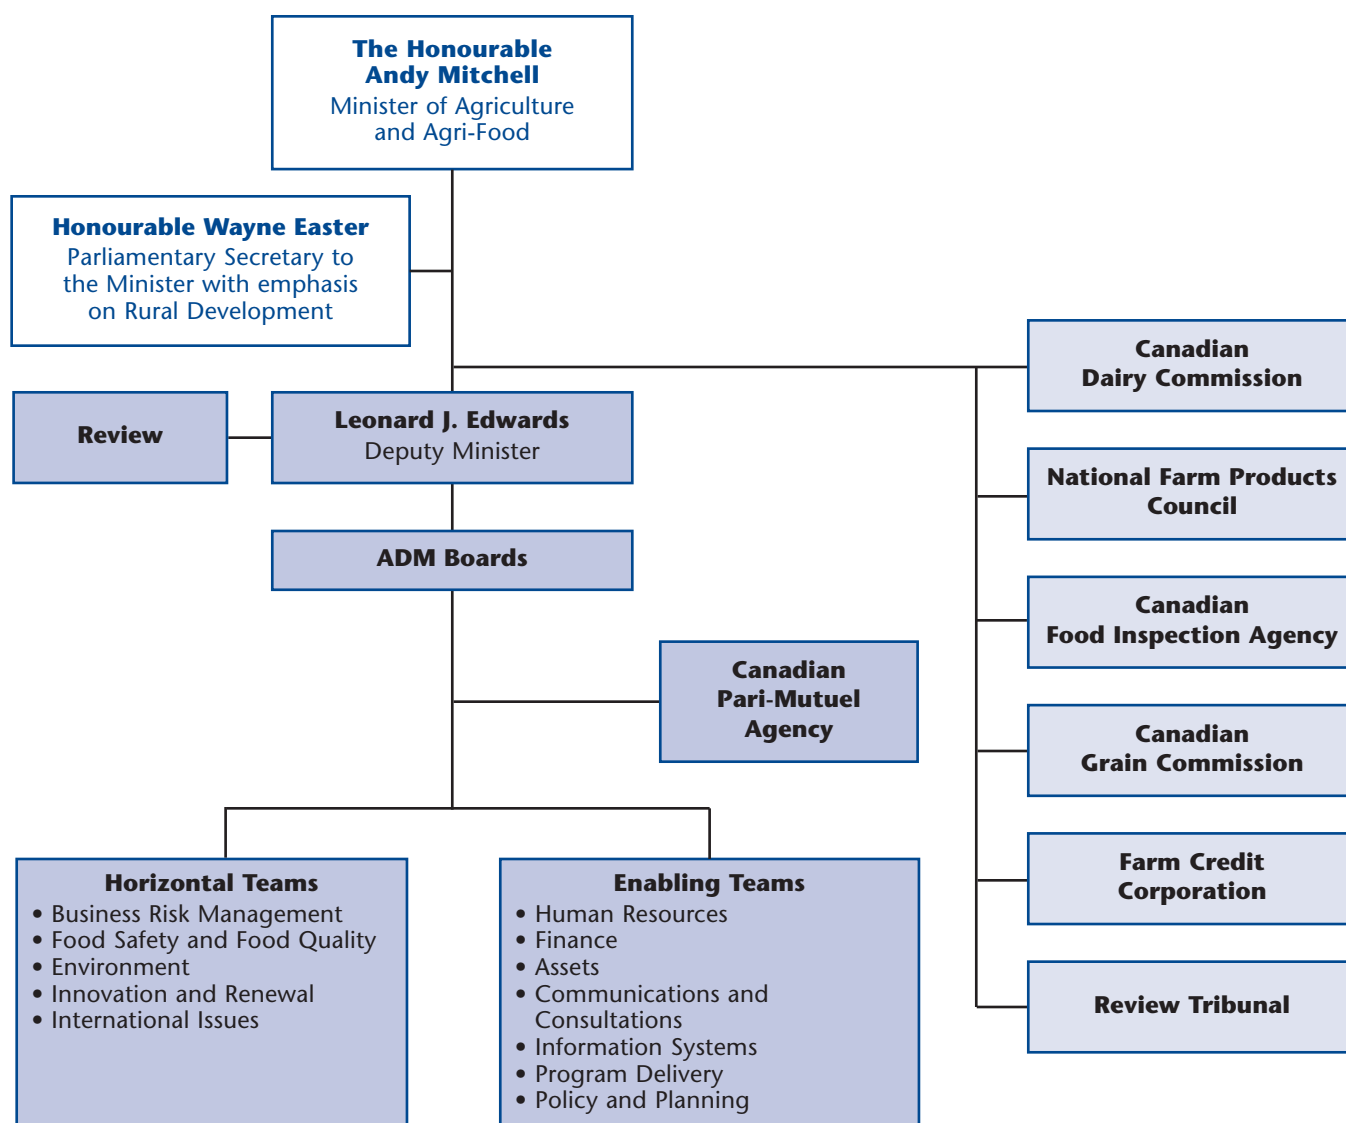 The Honourable
Andy Mitchell
Minister of Agriculture
and Agri-Food
Honourable Wayne Easter
Parliamentary Secretary to
the Minister with emphasis
on Rural Development
Review
Leonard J. Edwards
Deputy Minister
ADM Boards
Canadian
Pari-Mutuel
Agency
Horizontal Teams
• Business Risk Management
• Food Safety and Food Quality
• Environment
• Innovation and Renewal
• International Issues
Enabling Teams
• Human Resources
• Finance
• Assets
• Communications and
Consultations
• Information Systems
• Program Delivery
• Policy and Planning
Canadian
Dairy Commission
National Farm Products
Council
Canadian
Food Inspection Agency
Canadian
Grain Commission
Farm Credit
Corporation
Review Tribunal